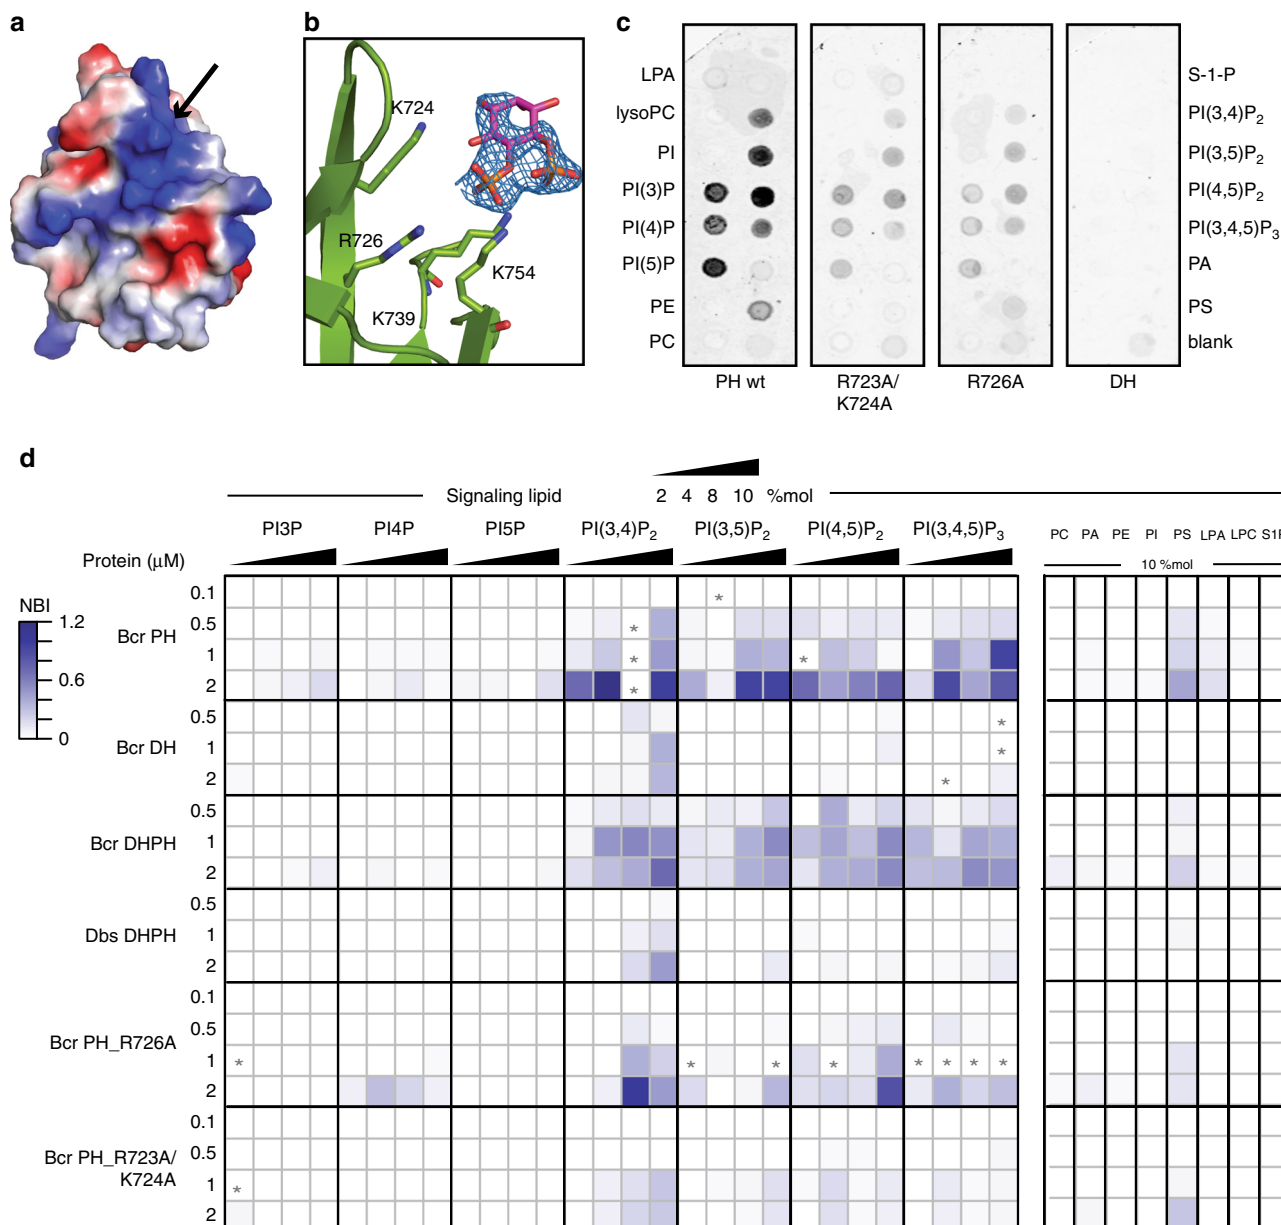 a
b
K724
R726
K739
K754
c
LPA
lysoPC
PI
PI(3)P
PI(4)P
PI(5)P
PE
PC
S-1-P
PI(3,4)P2
PI(3,5)P2
PI(4,5)P2
PI(3,4,5)P3
PA
PS
blank
PH wt
R723A/
K724A
R726A
DH
d
Signaling lipid
2 4 8 10 %mol
PI3P PI4P PI5P PI(3,4)P2 PI(3,5)P2 PI(4,5)P2 PI(3,4,5)P3
PC PA PE PI PS LPA LPC
10 %mol
Protein (μM)
NBI
1.2
0.6
0
Bcr PH
0.1
0.5
1
2
*
*
*
*
*
Bcr DH
0.5
1
2
*
*
*
Bcr DHPH
0.5
1
2
Dbs DHPH
0.5
1
2
Bcr PH_R726A
0.1
0.5
1
2
* * * * * * * *
Bcr PH_R723A/
K724A
0.1
0.5
1
2
*